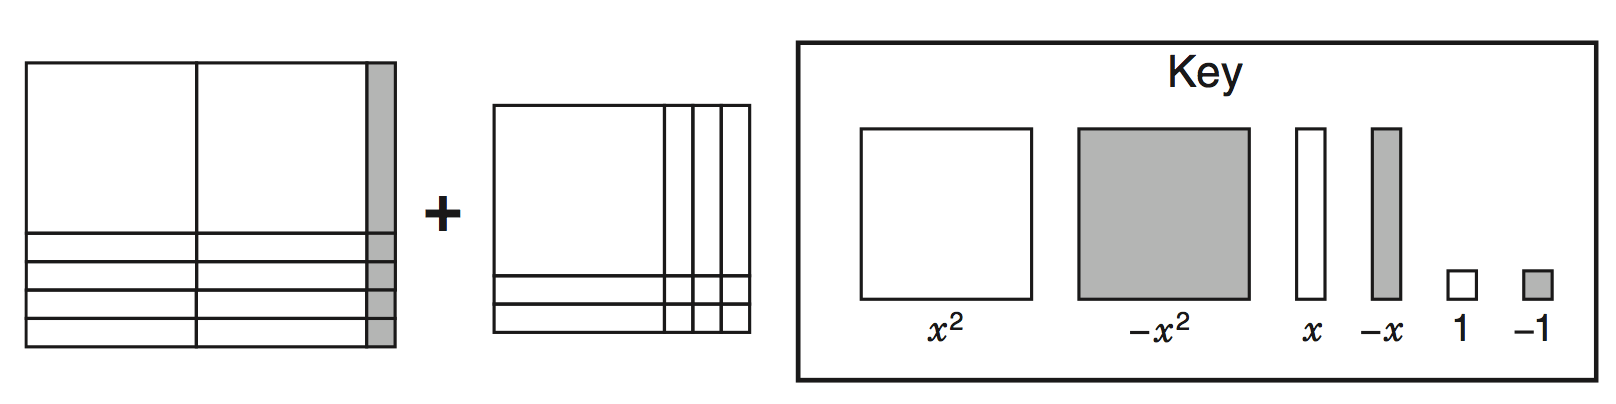 +
Key
x² −x² x −x 1 −1